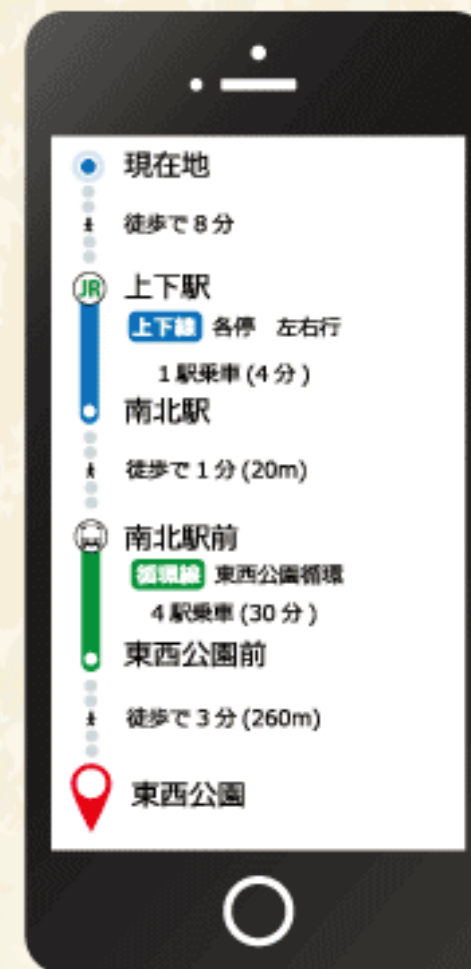 現在地
徒歩で8分
JR 上下駅
上下線 各停 左右行
1駅乗車(4分)
南北駅
徒歩で1分(20m)
南北駅前
循環線 東西公園循環
4駅乗車(30分)
東西公園前
徒歩で3分(260m)
東西公園